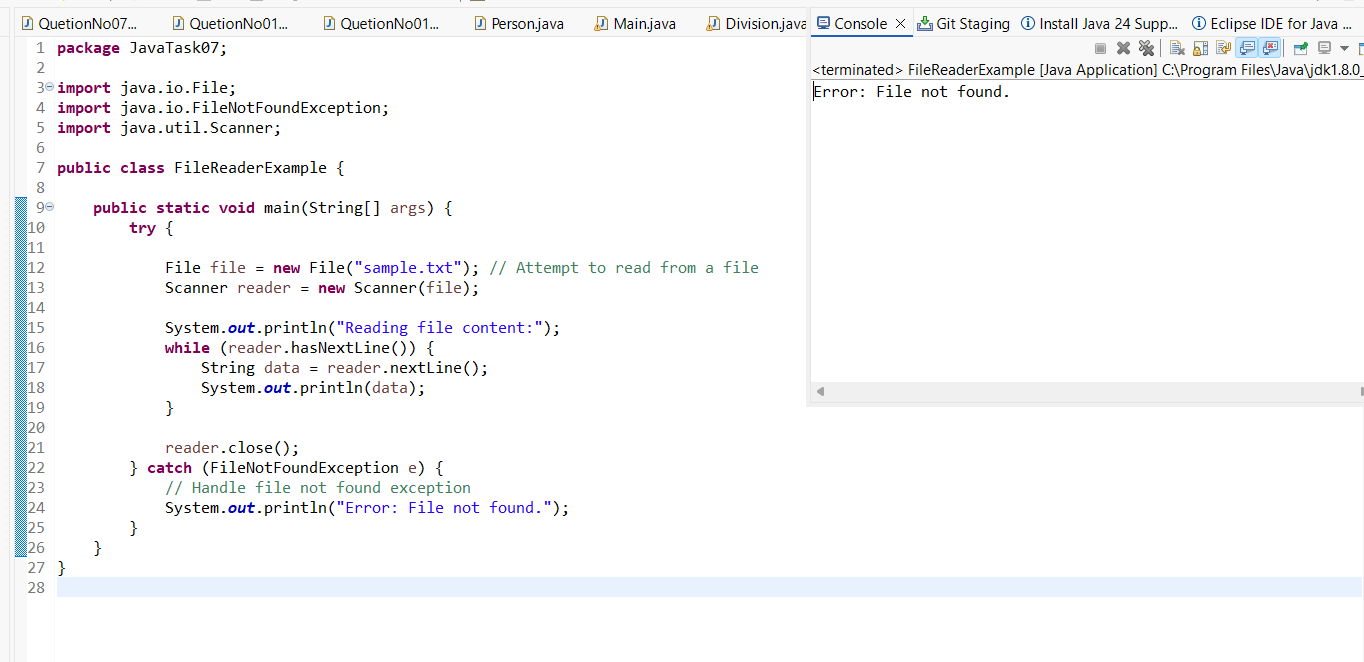 QuetionNo07... QuetionNo01... QuetionNo01... Person.java Main.java Division.java
1 package JavaTask07;
2
3 import java.io.File;
4 import java.io.FileNotFoundException;
5 import java.util.Scanner;
6
7 public class FileReaderExample {
8
9 public static void main(String[] args) {
10 try {
11
12 File file = new File("sample.txt"); // Attempt to read from a file
13 Scanner reader = new Scanner(file);
14
15 System.out.println("Reading file content:");
16 while (reader.hasNextLine()) {
17 String data = reader.nextLine();
18 System.out.println(data);
19 }
20
21 reader.close();
22 } catch (FileNotFoundException e) {
23 // Handle file not found exception
24 System.out.println("Error: File not found.");
25 }
26 }
27 }
28
Console Git Staging Install Java 24 Supp... Eclipse IDE for Java ...
<terminated> FileReaderExample [Java Application] C:\Program Files\Java\jdk1.8.0_
Error: File not found.